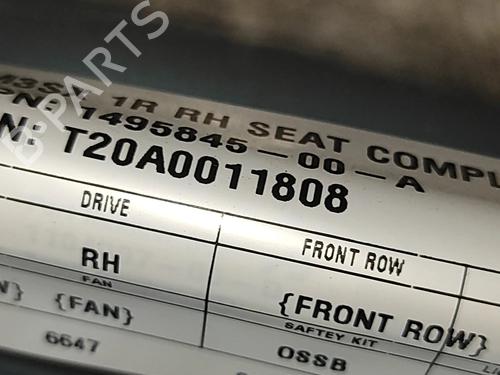 B-PARTS
1R RH SEAT COMPL
PN: 1495845-00-A
N: T20A0011808
DRIVE FRONT ROW
RH {FRONT ROW}
FAN SAFTEY KIT
{FAN} OSSB
6647